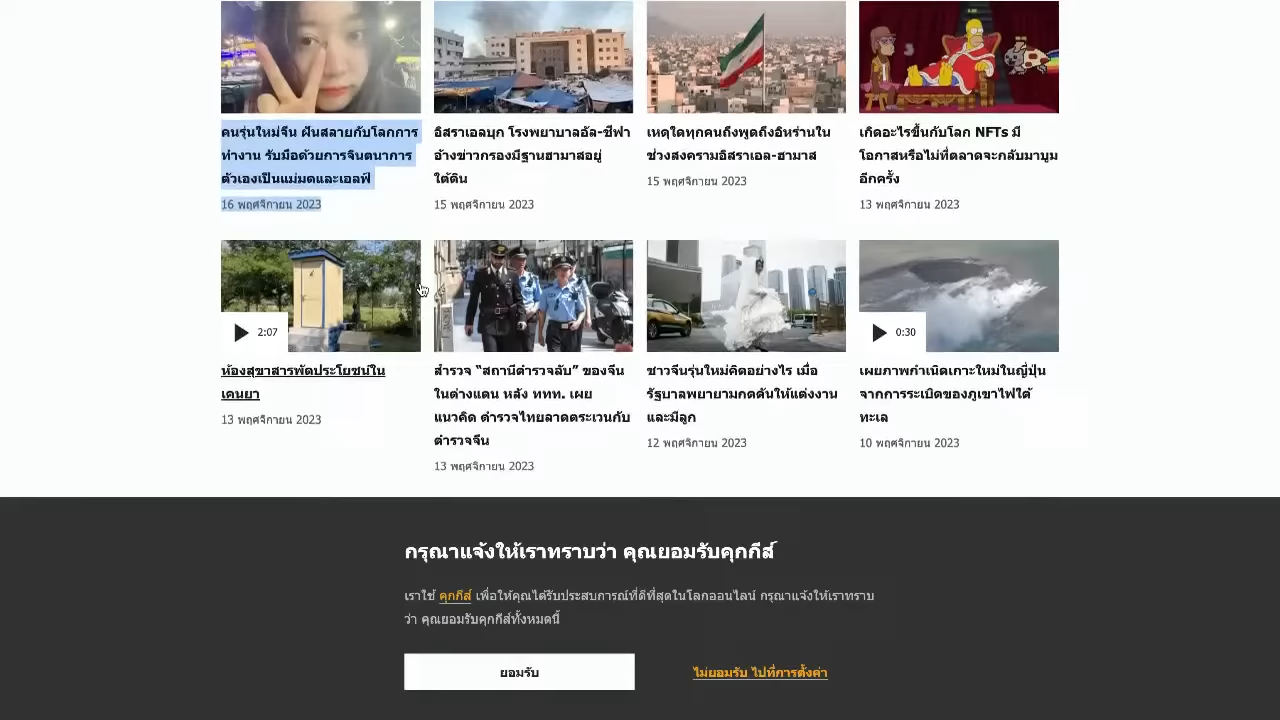 คนรุ่นใหม่จีน ฝันสลายกับโลกการ
ทำงาน รับมือด้วยการจินตนาการ
ตัวเองเป็นแม่มดและเอลฟ์
16 พฤศจิกายน 2023
อิสราเอลบุก โรงพยาบาลอัล-ชีฟา
อ้างข่าวกรองมีฐานฮามาสอยู่
ใต้ดิน
15 พฤศจิกายน 2023
เหตุใดทุกคนถึงพูดถึงอิหร่านใน
ช่วงสงครามอิสราเอล-ฮามาส
15 พฤศจิกายน 2023
เกิดอะไรขึ้นกับโลก NFTs มี
โอกาสหรือไม่ที่ตลาดจะกลับมาบูม
อีกครั้ง
13 พฤศจิกายน 2023
2:07
ห้องสุขาสารพัดประโยชน์ใน
เคนยา
13 พฤศจิกายน 2023
สำรวจ “สถานีตำรวจลับ” ของจีน
ในต่างแดน หลัง ททท. เผย
แนวคิด ตำรวจไทยลาดตระเวนกับ
ตำรวจจีน
13 พฤศจิกายน 2023
ชาวจีนรุ่นใหม่คิดอย่างไร เมื่อ
รัฐบาลพยายามกดดันให้แต่งงาน
และมีลูก
12 พฤศจิกายน 2023
0:30
เผยภาพกำเนิดเกาะใหม่ในญี่ปุ่น
จากการระเบิดของภูเขาไฟใต้
ทะเล
10 พฤศจิกายน 2023
กรุณาแจ้งให้เราทราบว่า คุณยอมรับคุกกีส์
เราใช้ คุกกีส์ เพื่อให้คุณได้รับประสบการณ์ที่ดีที่สุดในโลกออนไลน์ กรุณาแจ้งให้เราทราบ
ว่า คุณยอมรับคุกกีส์ทั้งหมดนี้
ยอมรับ
ไม่ยอมรับ ไปที่การตั้งค่า